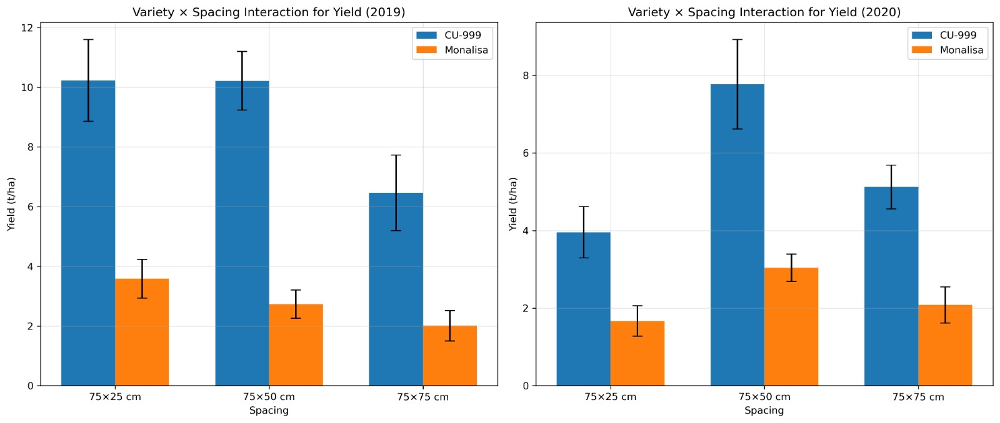 Variety × Spacing Interaction for Yield (2019)
CU-999
Monalisa
12
10
8
6
4
2
0
Yield (t/ha)
75×25 cm
75×50 cm
75×75 cm
Spacing
Variety × Spacing Interaction for Yield (2020)
CU-999
Monalisa
8
6
4
2
0
Yield (t/ha)
75×25 cm
75×50 cm
75×75 cm
Spacing